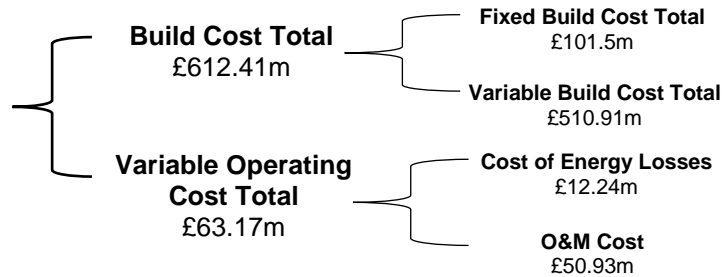 Build Cost Total
£612.41m
Fixed Build Cost Total
£101.5m
Variable Build Cost Total
£510.91m
Variable Operating
Cost Total
£63.17m
Cost of Energy Losses
£12.24m
O&M Cost
£50.93m